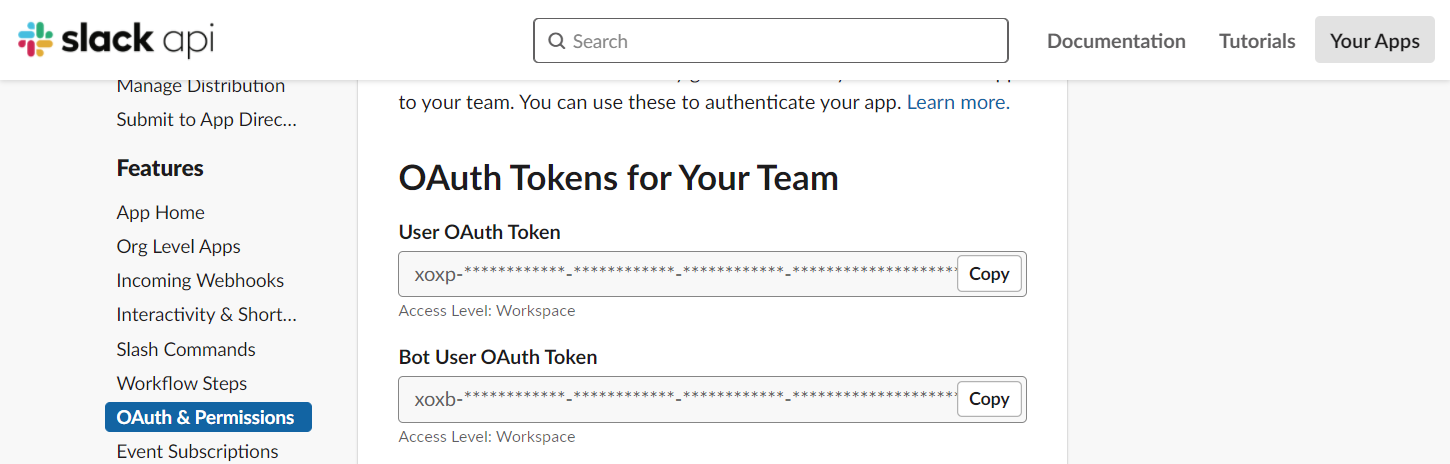 slack api
Search
Documentation
Tutorials
Your Apps
Manage Distribution
Submit to App Direc...
Features
App Home
Org Level Apps
Incoming Webhooks
Interactivity & Short...
Slash Commands
Workflow Steps
OAuth & Permissions
Event Subscriptions
to your team. You can use these to authenticate your app. Learn more.
OAuth Tokens for Your Team
User OAuth Token
xoxp-************-************-************-********************
Copy
Access Level: Workspace
Bot User OAuth Token
xoxb-************-************-************-********************
Copy
Access Level: Workspace